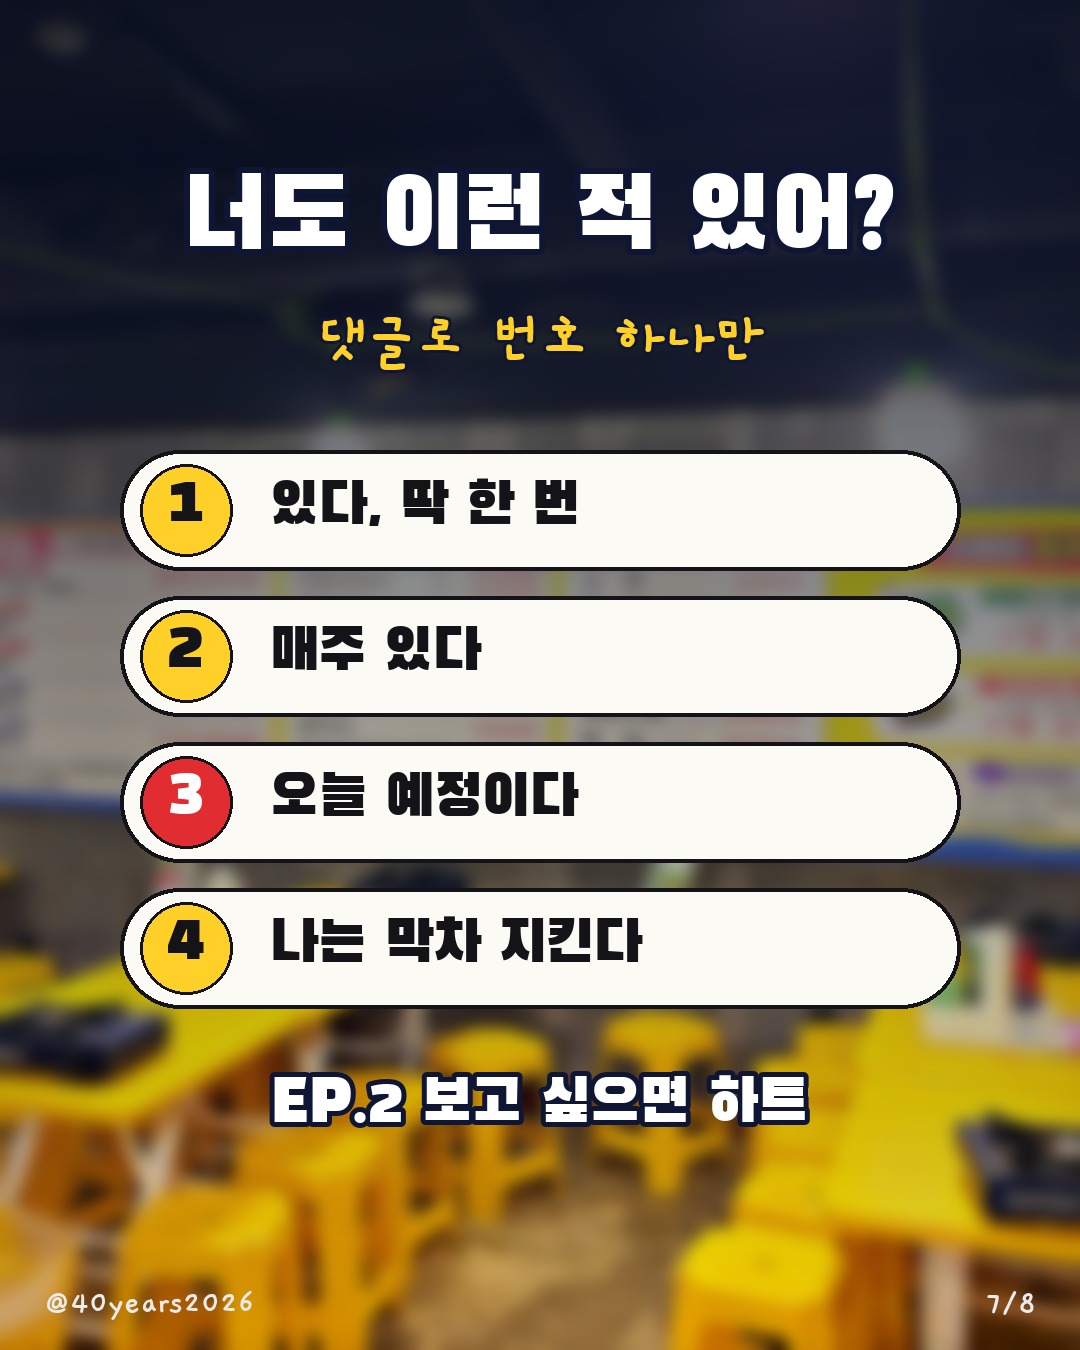 너도 이런 적 있어?
댓글로 번호 하나만
1 있다, 딱 한 번
2 매주 있다
3 오늘 예정이다
4 나는 막차 지킨다
EP.2 보고 싶으면 하트
@40years2026
7/8